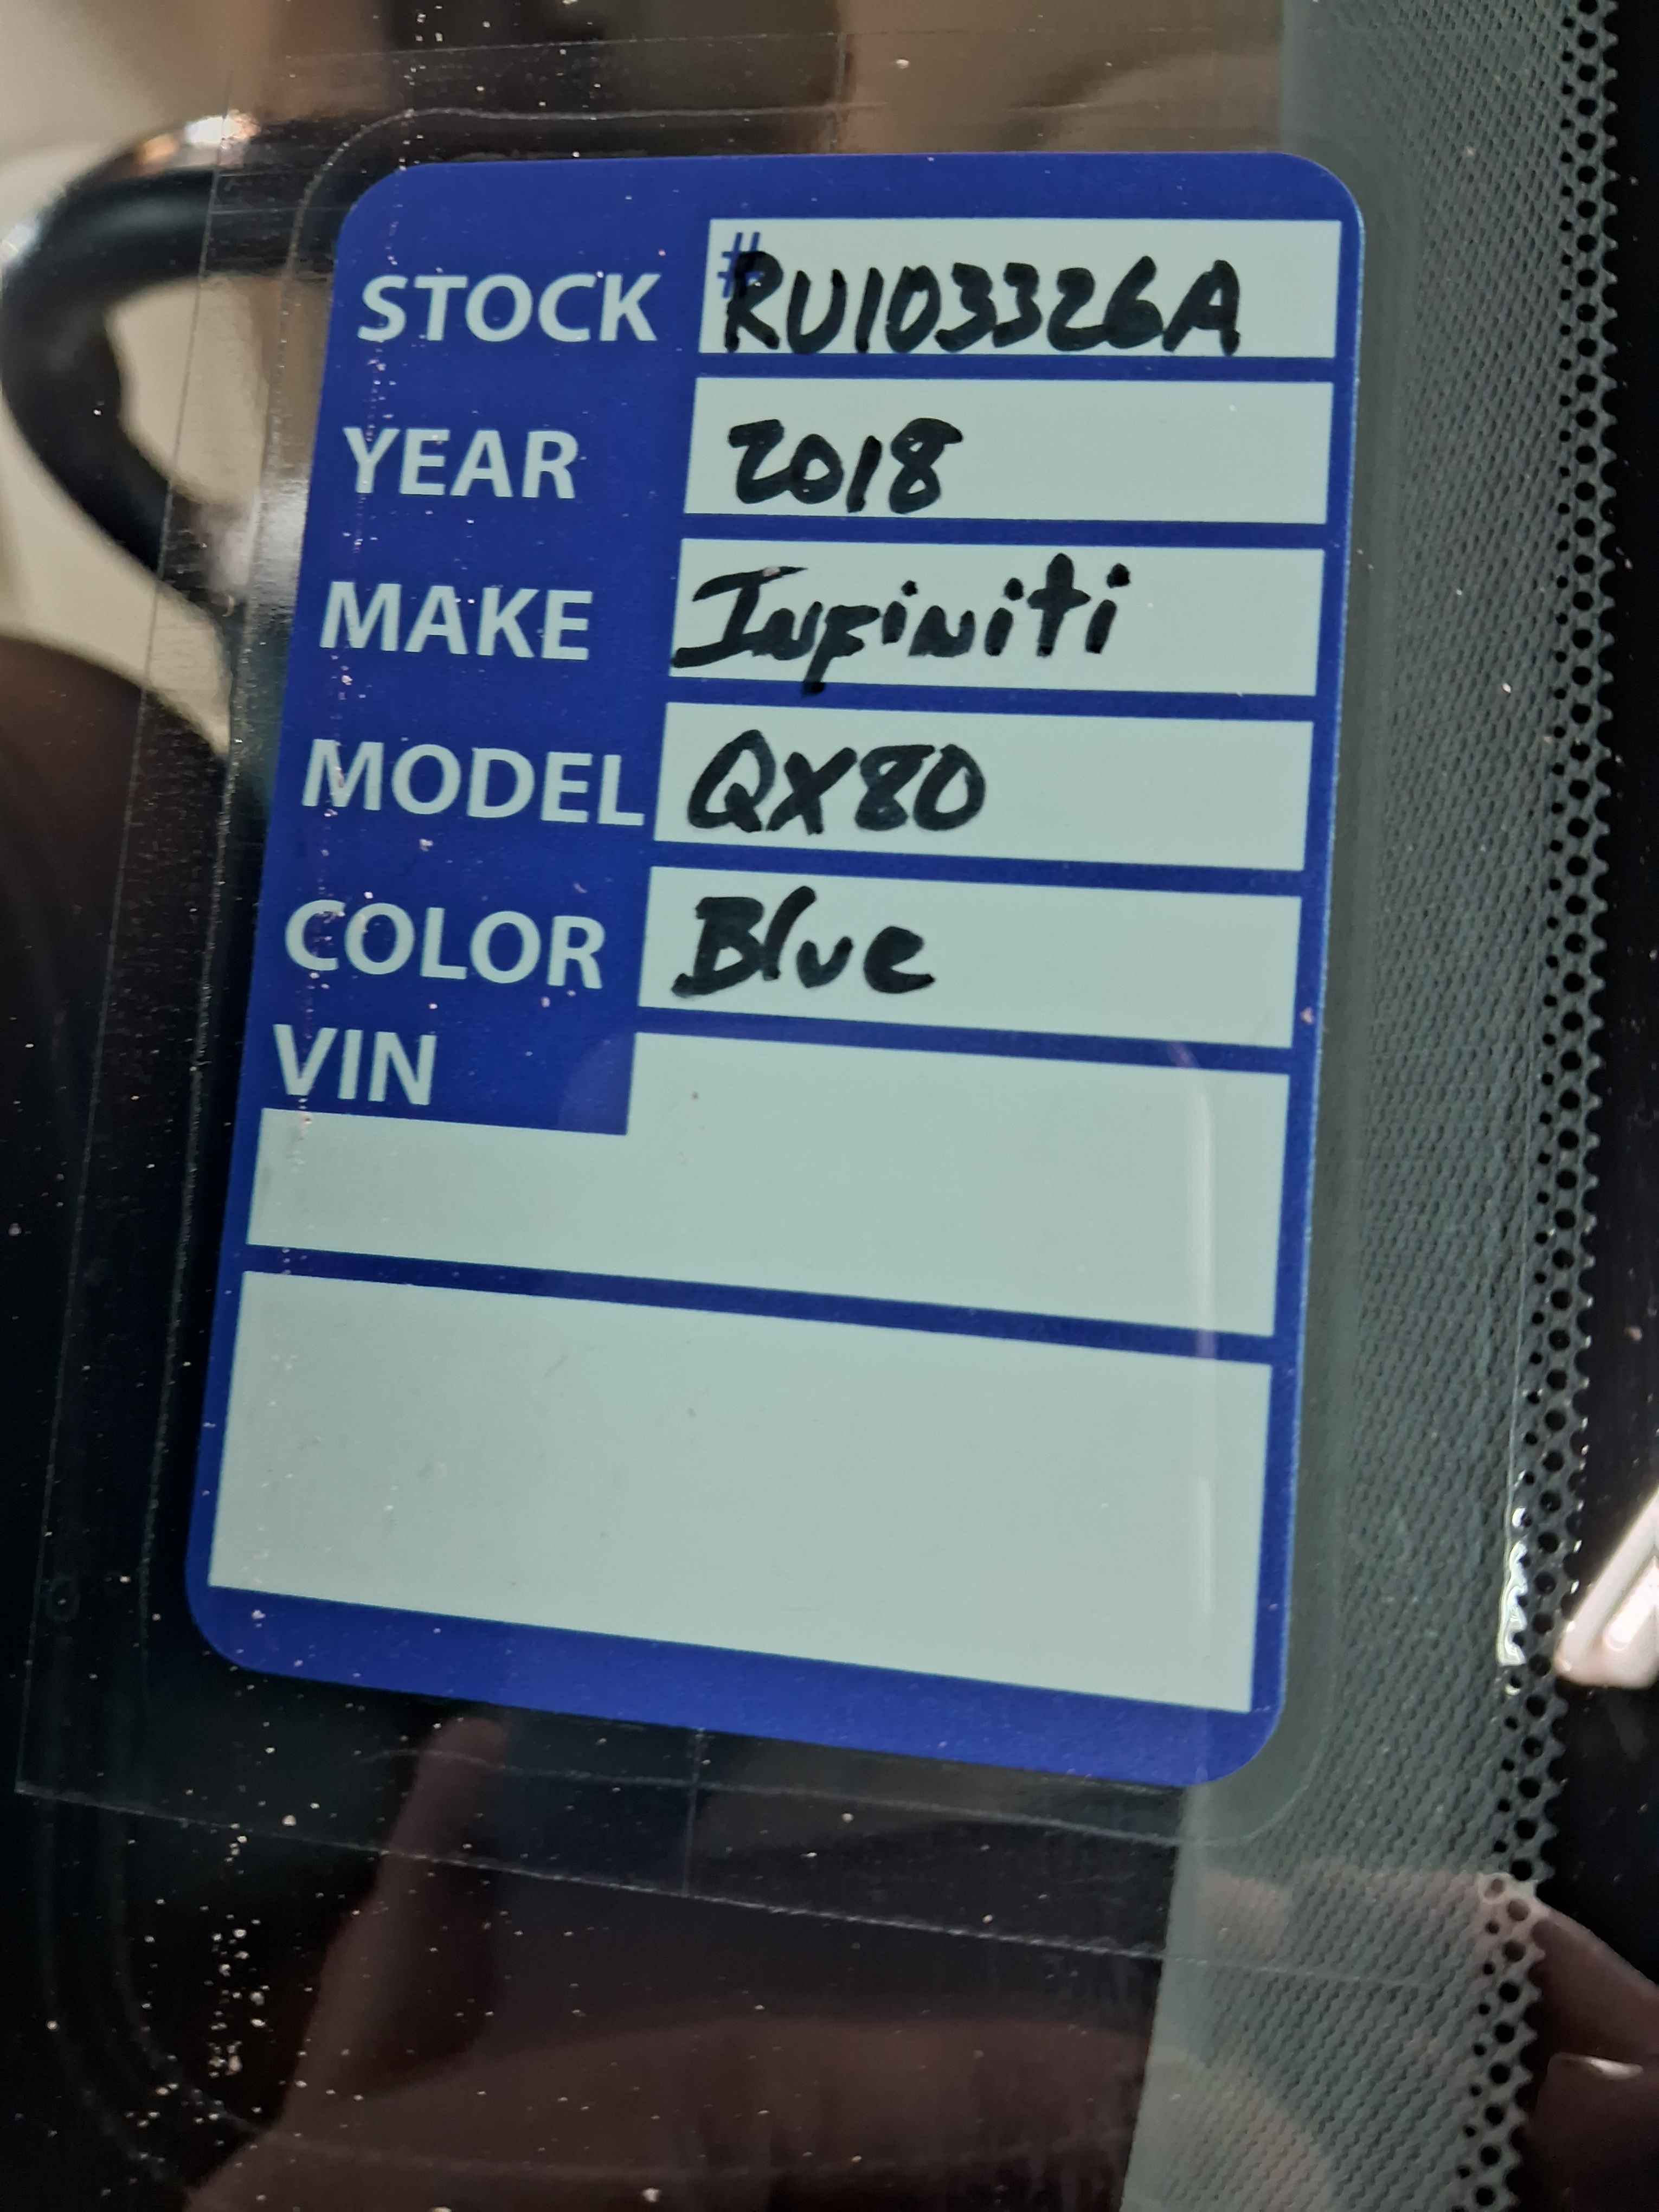 STOCK #RU103326A
YEAR 2018
MAKE Infiniti
MODEL QX80
COLOR Blue
VIN